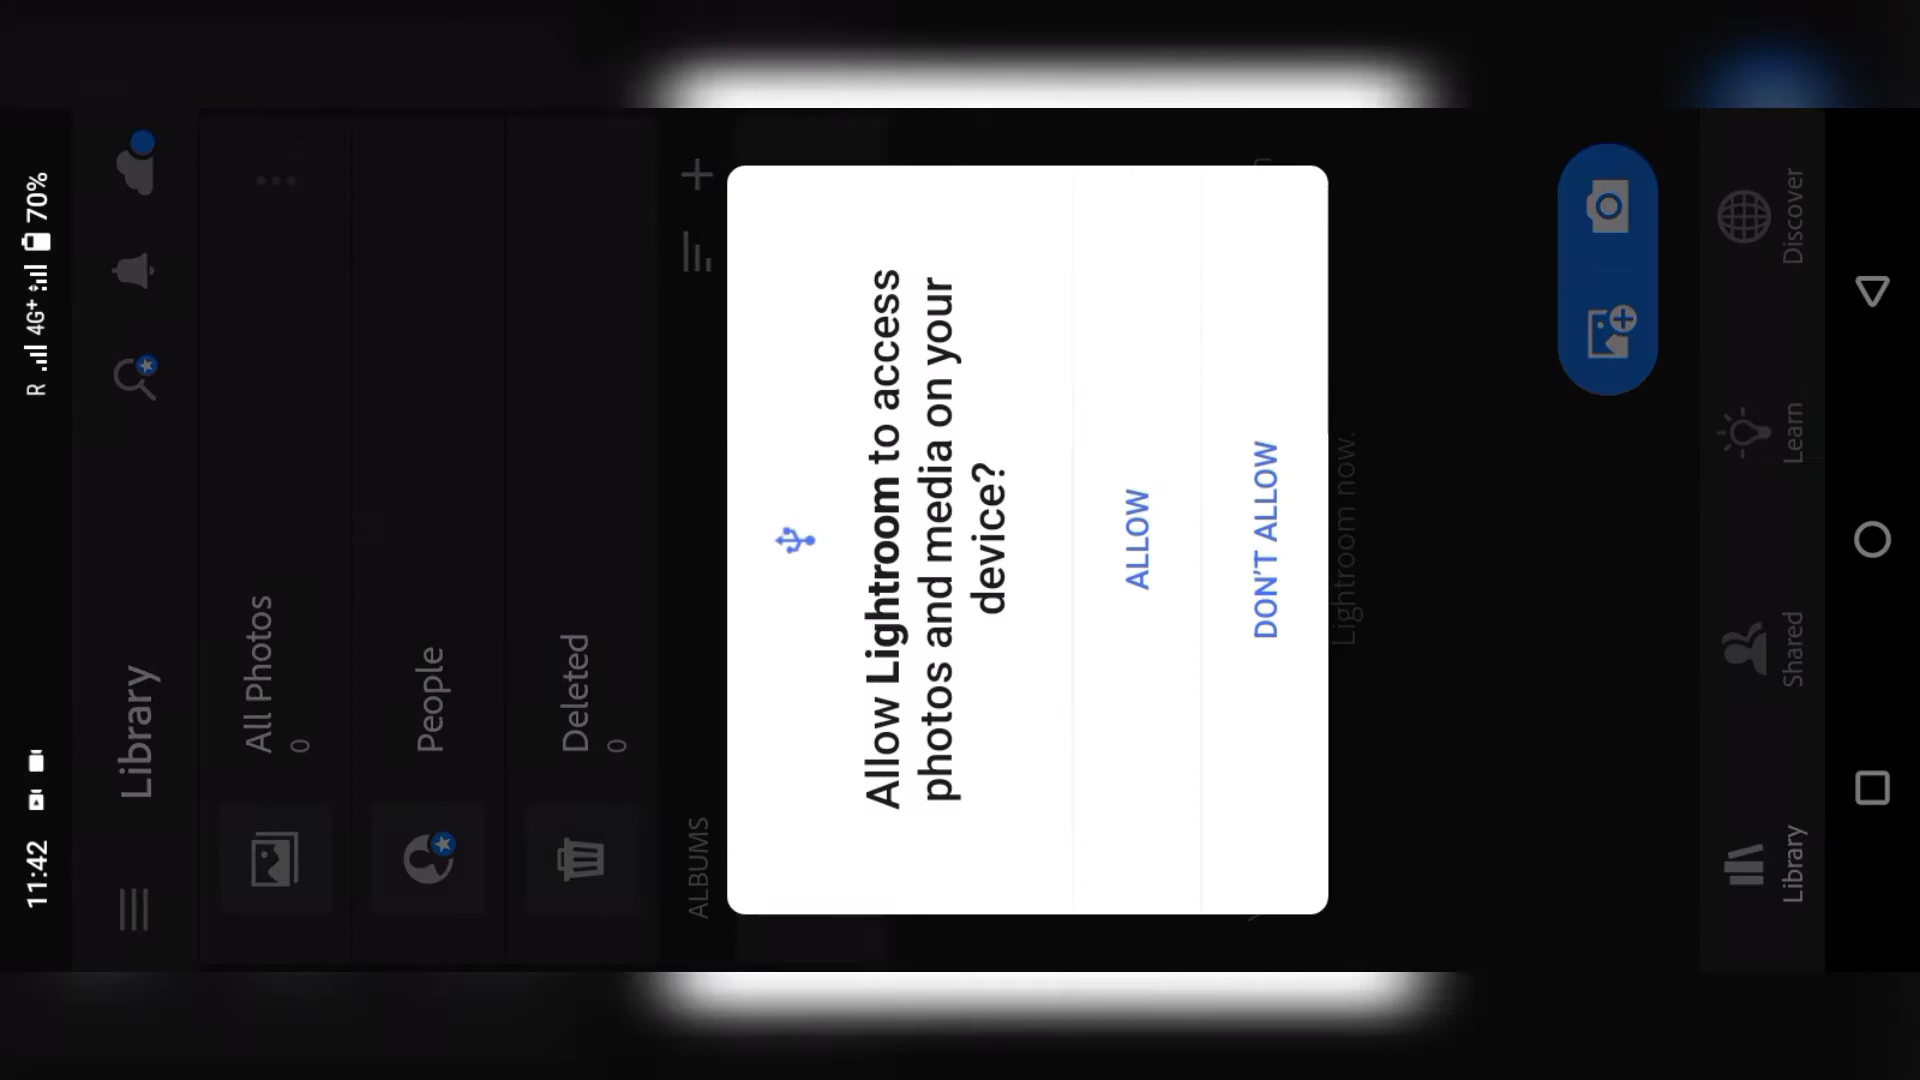 11:42
R 4G+ 70%
Library
All Photos
0
People
Deleted
0
ALBUMS
Allow Lightroom to access
photos and media on your
device?
ALLOW
DON'T ALLOW
Lightroom now.
Library
Shared
Learn
Discover